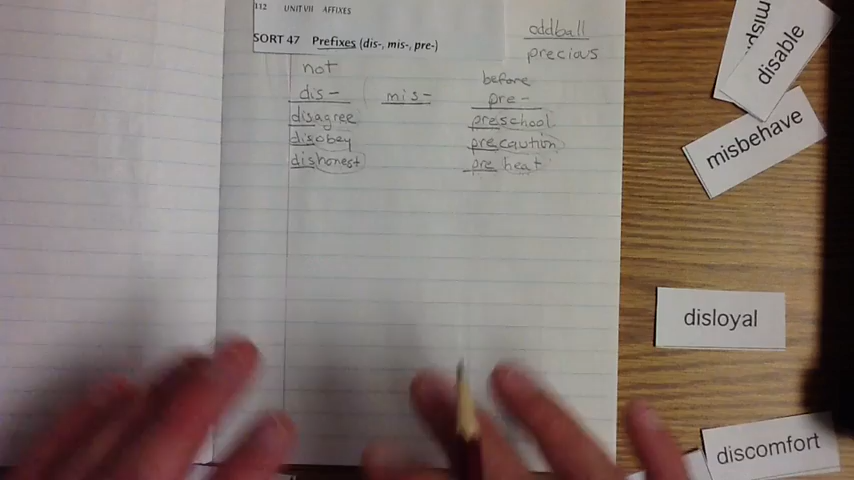 112 UNIT VII AFFIXES
SORT 47 Prefixes (dis-, mis-, pre-)
oddball
precious
not
before
dis- mis- pre-
disagree preschool
disobey precaution
dishonest preheat
disable
misbehave
disloyal
discomfort